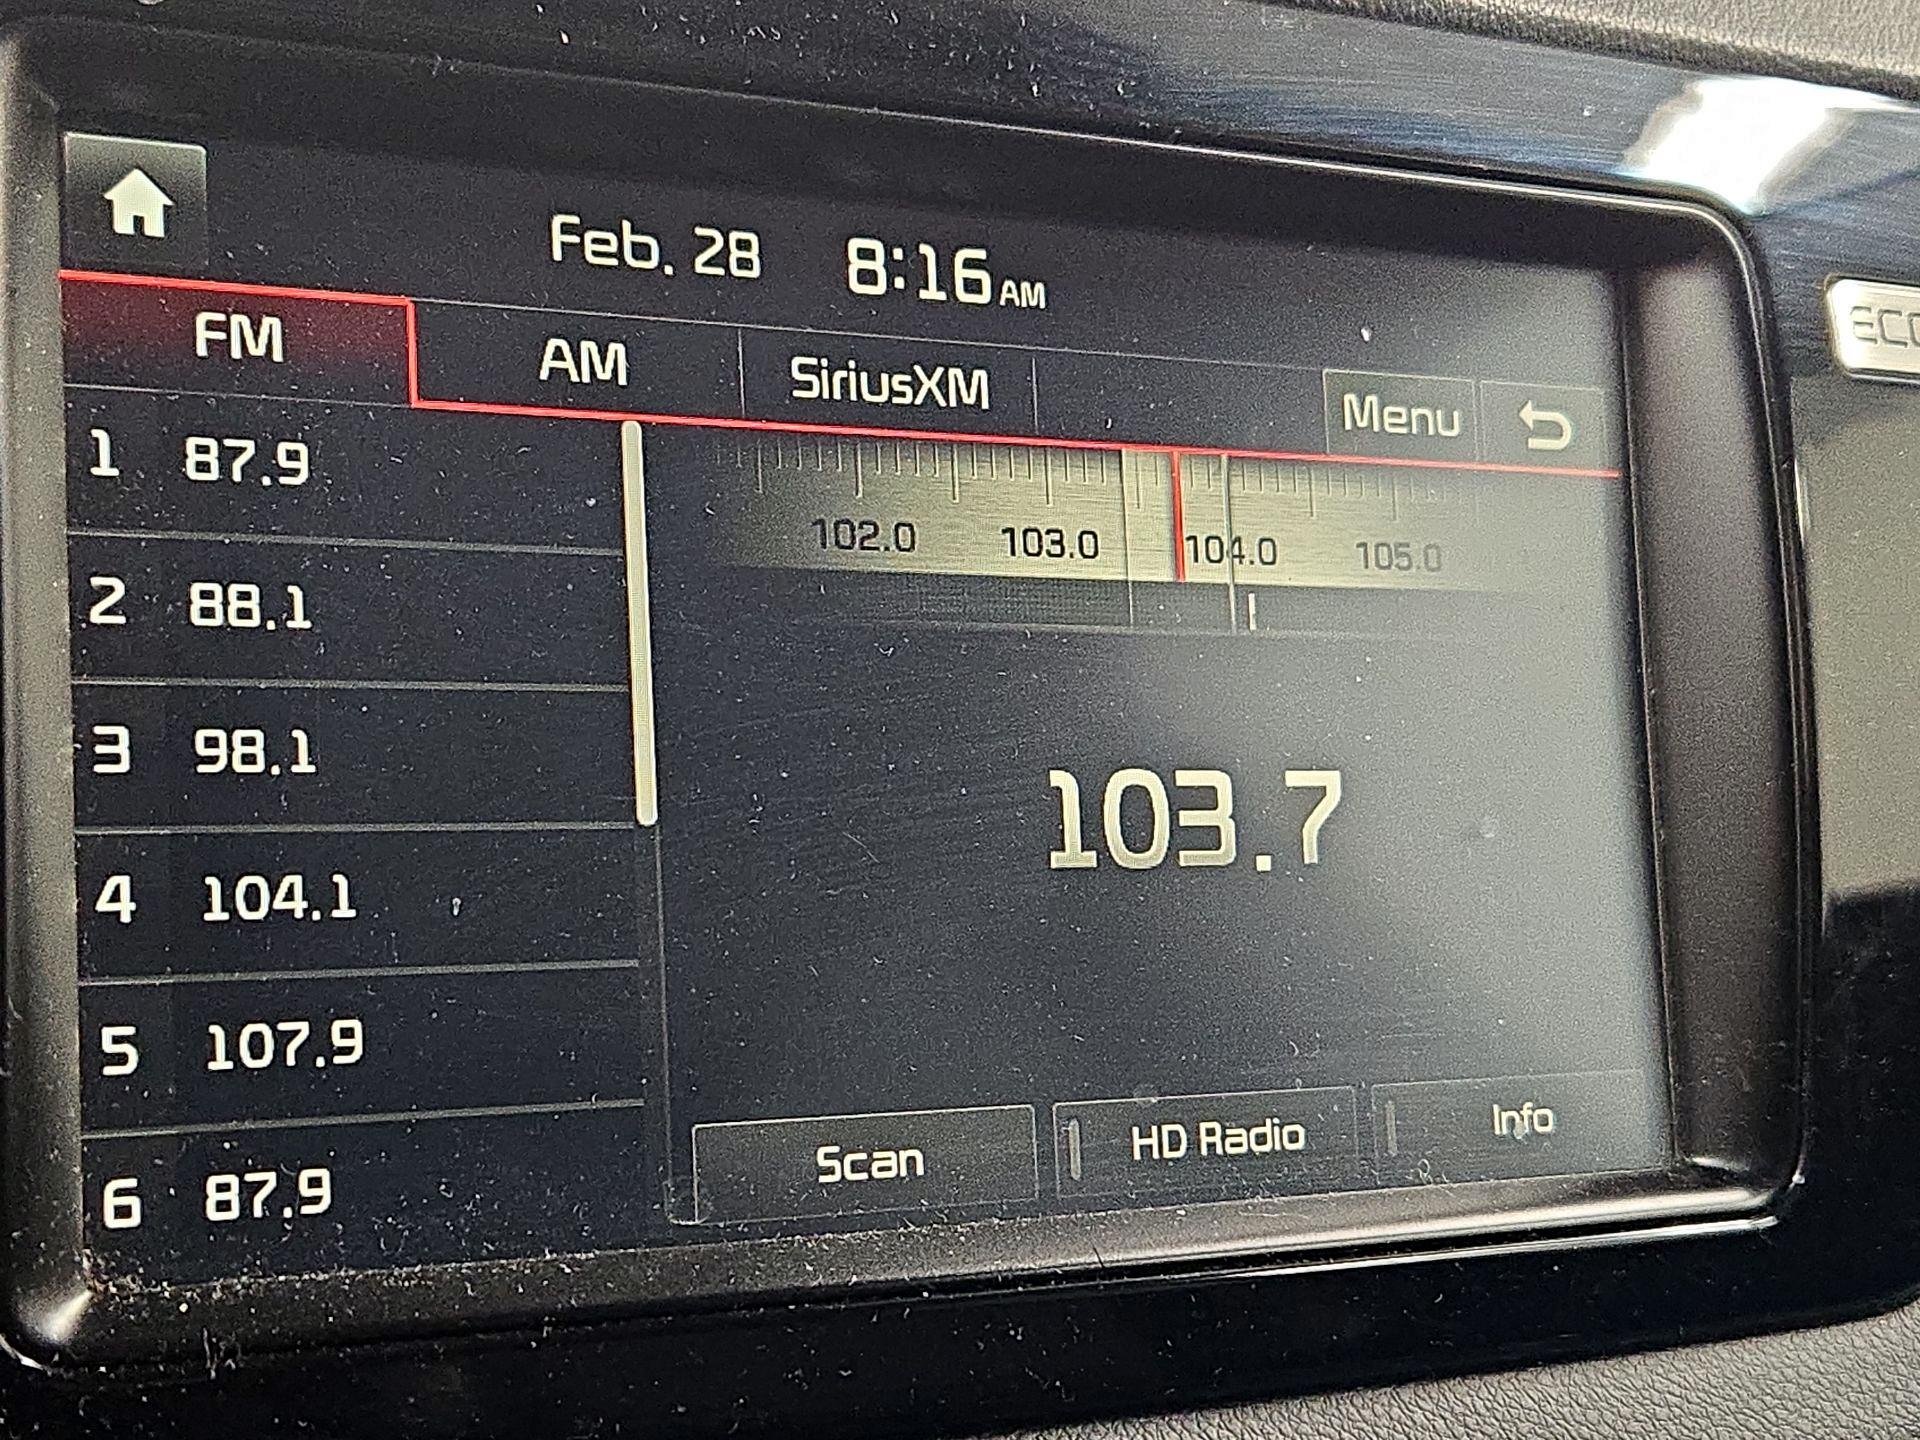 Feb. 28 8:16 AM
FM AM SiriusXM Menu
1 87.9
2 88.1
3 98.1
4 104.1
5 107.9
6 87.9
102.0 103.0 104.0 105.0
103.7
Scan HD Radio Info